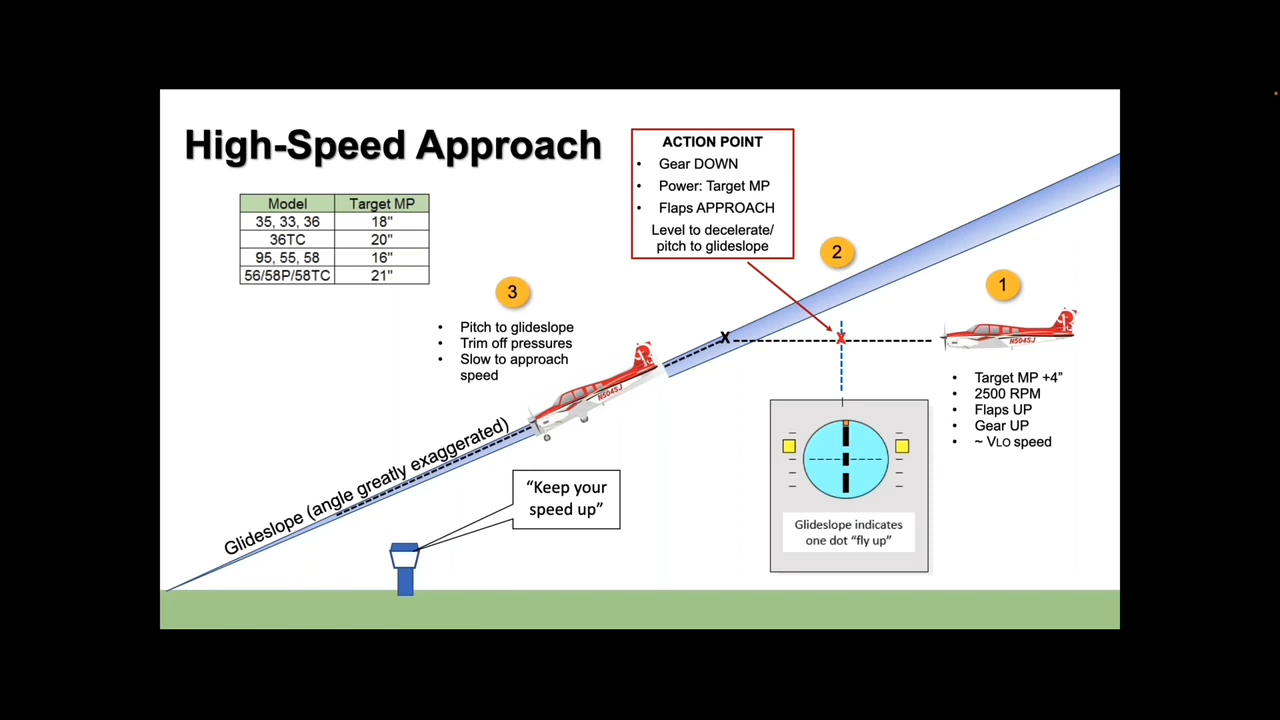 High-Speed Approach
Model Target MP
35, 33, 36 18"
36TC 20"
95, 55, 58 16"
56/58P/58TC 21"
ACTION POINT
• Gear DOWN
• Power: Target MP
• Flaps APPROACH
Level to decelerate/
pitch to glideslope
2
1
3
• Pitch to glideslope
• Trim off pressures
• Slow to approach
speed
X
X
N504SJ
N504SJ
• Target MP +4”
• 2500 RPM
• Flaps UP
• Gear UP
• ~ VLO speed
Glideslope (angle greatly exaggerated)
“Keep your
speed up”
Glideslope indicates
one dot “fly up”